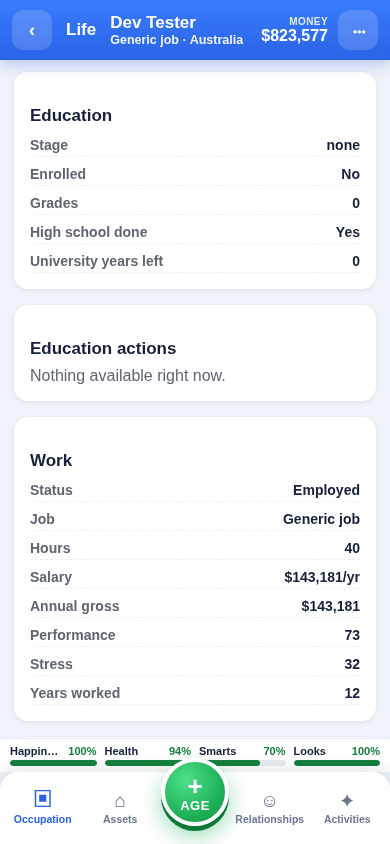 ‹ Life Dev Tester MONEY •••
Generic job · Australia $823,577
Education
Stage none
Enrolled No
Grades 0
High school done Yes
University years left 0
Education actions
Nothing available right now.
Work
Status Employed
Job Generic job
Hours 40
Salary $143,181/yr
Annual gross $143,181
Performance 73
Stress 32
Years worked 12
Happin... 100% Health 94% Smarts 70% Looks 100%
+
AGE
Occupation Assets Relationships Activities